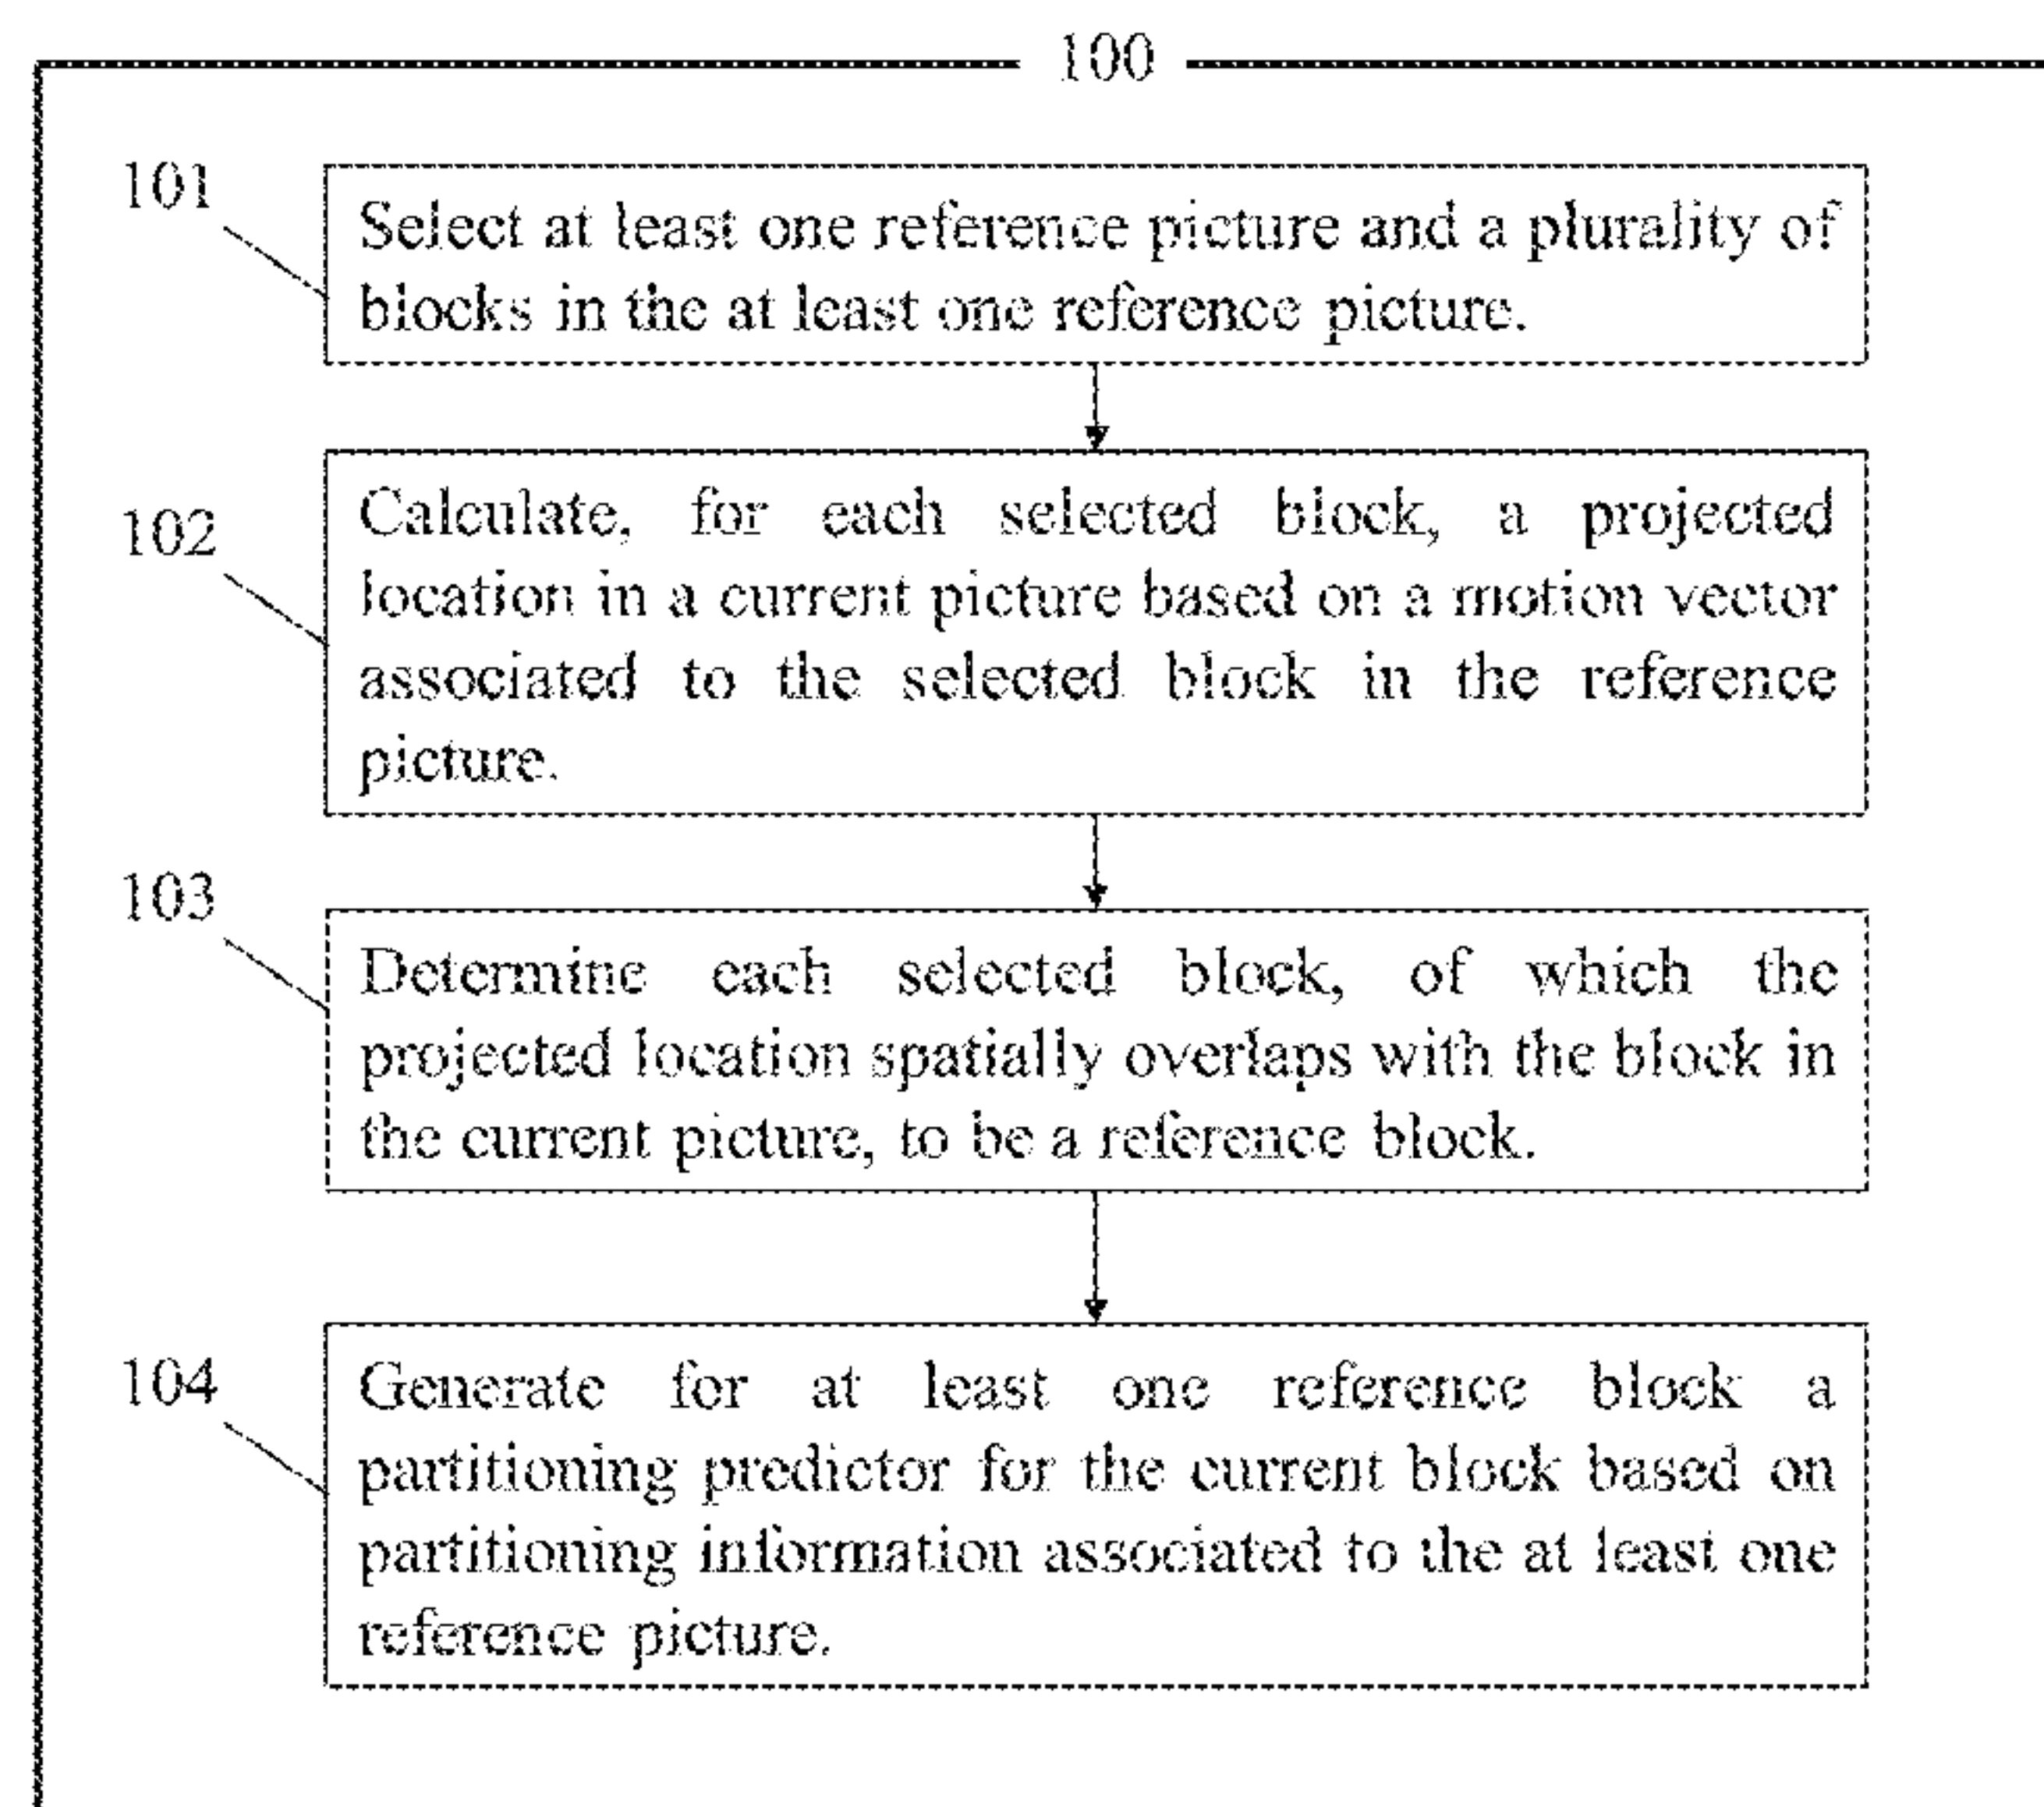 100
101
Select at least one reference picture and a plurality of
blocks in the at least one reference picture.
102
Calculate, for each selected block, a projected
location in a current picture based on a motion vector
associated to the selected block in the reference
picture.
103
Determine each selected block, of which the
projected location spatially overlaps with the block in
the current picture, to be a reference block.
104
Generate for at least one reference block a
partitioning predictor for the current block based on
partitioning information associated to the at least one
reference picture.